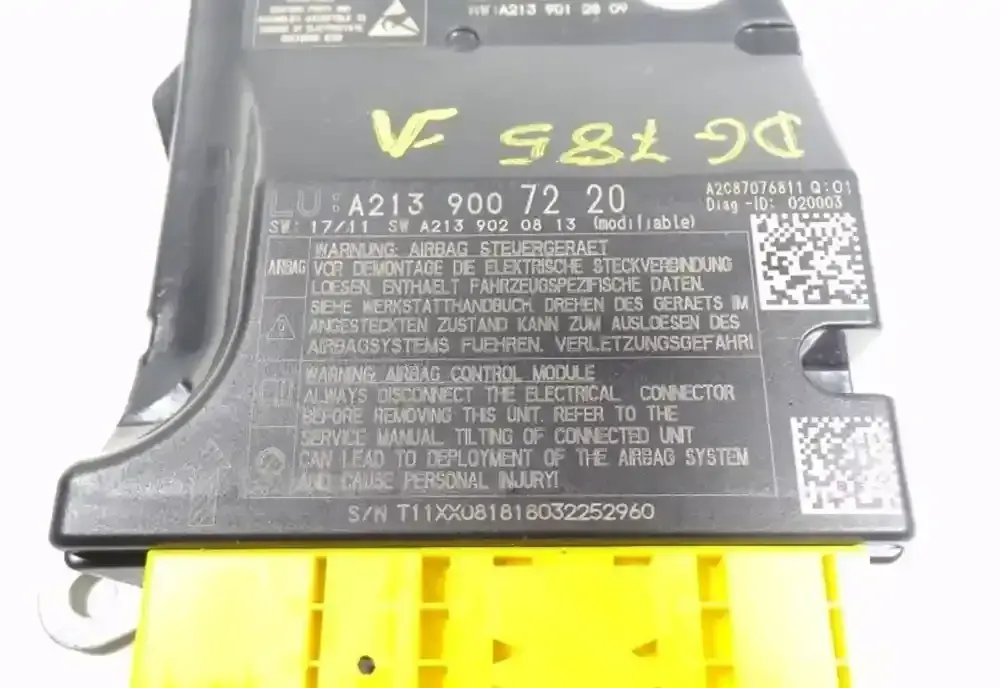 HW:A213 901 28 09
DG785 A
A213 900 72 20
A2C87076811 Q:01
Diag-ID: 020003
SW: 17/11 SW A213 902 08 13 (modifiable)
WARNUNG: AIRBAG STEUERGERAET
AIRBAG
VOR DEMONTAGE DIE ELEKTRISCHE STECKVERBINDUNG
LOESEN. ENTHAELT FAHRZEUGSPEZIFISCHE DATEN.
SIEHE WERKSTATTHANDBUCH. DREHEN DES GERAETS IM
ANGESTECKTEN ZUSTAND KANN ZUM AUSLOESEN DES
AIRBAGSYSTEMS FUEHREN. VERLETZUNGSGEFAHR!
WARNING: AIRBAG CONTROL MODULE
ALWAYS DISCONNECT THE ELECTRICAL CONNECTOR
BEFORE REMOVING THIS UNIT. REFER TO THE
SERVICE MANUAL. TILTING OF CONNECTED UNIT
CAN LEAD TO DEPLOYMENT OF THE AIRBAG SYSTEM
AND CAUSE PERSONAL INJURY!
S/N T11XX081818032252960